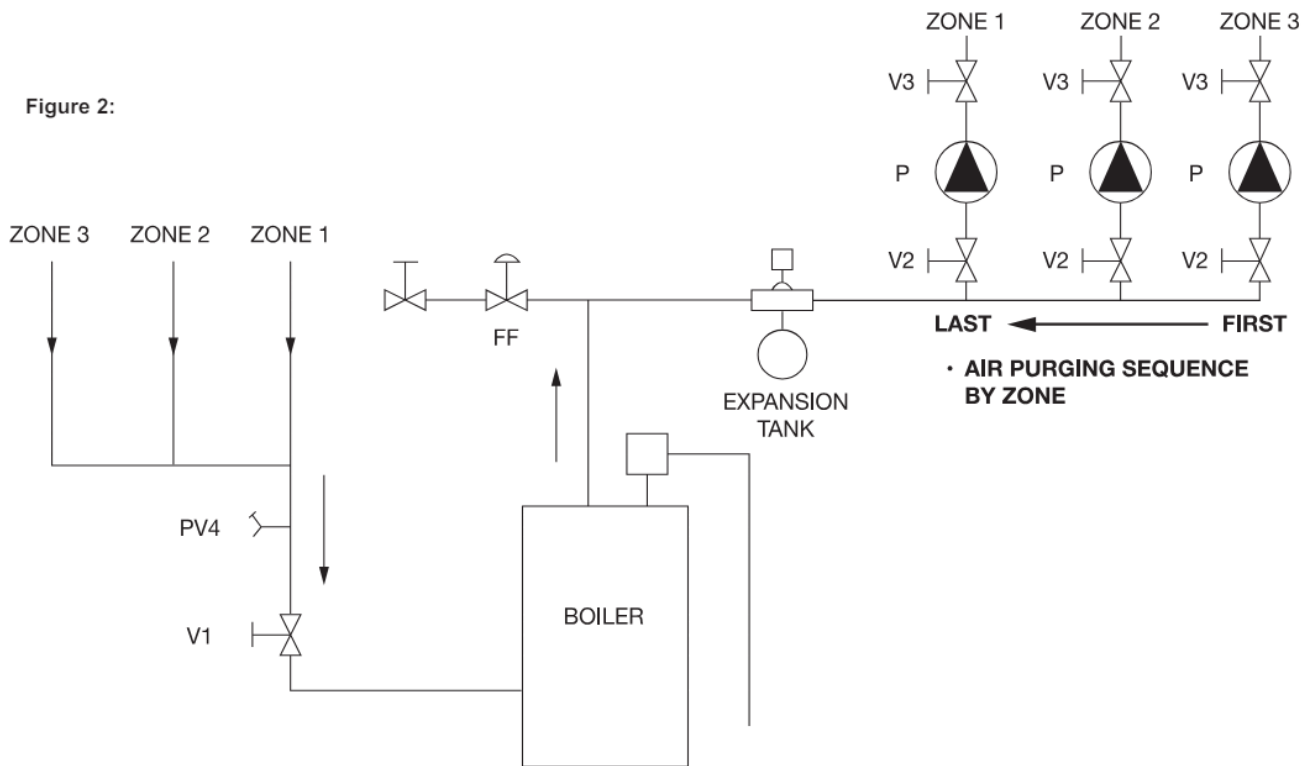 ZONE 1 ZONE 2 ZONE 3
V3 V3 V3
Figure 2:
P P P
ZONE 3 ZONE 2 ZONE 1
V2 V2 V2
FF
LAST FIRST
· AIR PURGING SEQUENCE
BY ZONE
EXPANSION
TANK
PV4
BOILER
V1